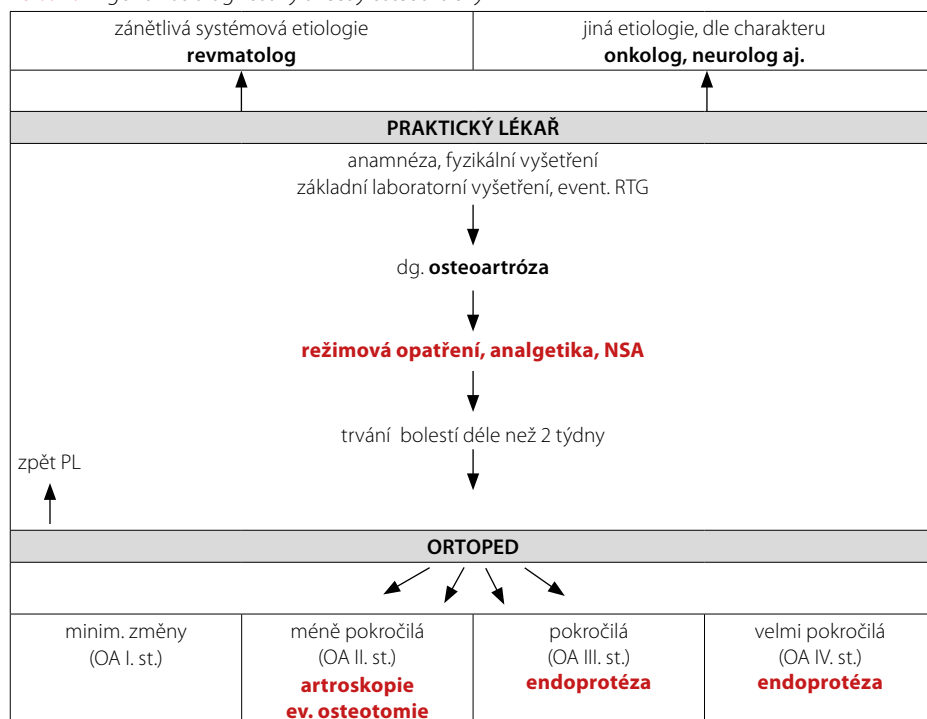 zánětlivá systémová etiologie
revmatolog
jiná etiologie, dle charakteru
onkolog, neurolog aj.
PRAKTICKÝ LÉKAŘ
anamnéza, fyzikální vyšetření
základní laboratorní vyšetření, event. RTG
dg. osteoartróza
režimová opatření, analgetika, NSA
trvání bolestí déle než 2 týdny
zpět PL
ORTOPED
minim. změny
(OA I. st.)
méně pokročilá
(OA II. st.)
artroskopie
ev. osteotomie
pokročilá
(OA III. st.)
endoprotéza
velmi pokročilá
(OA IV. st.)
endoprotéza